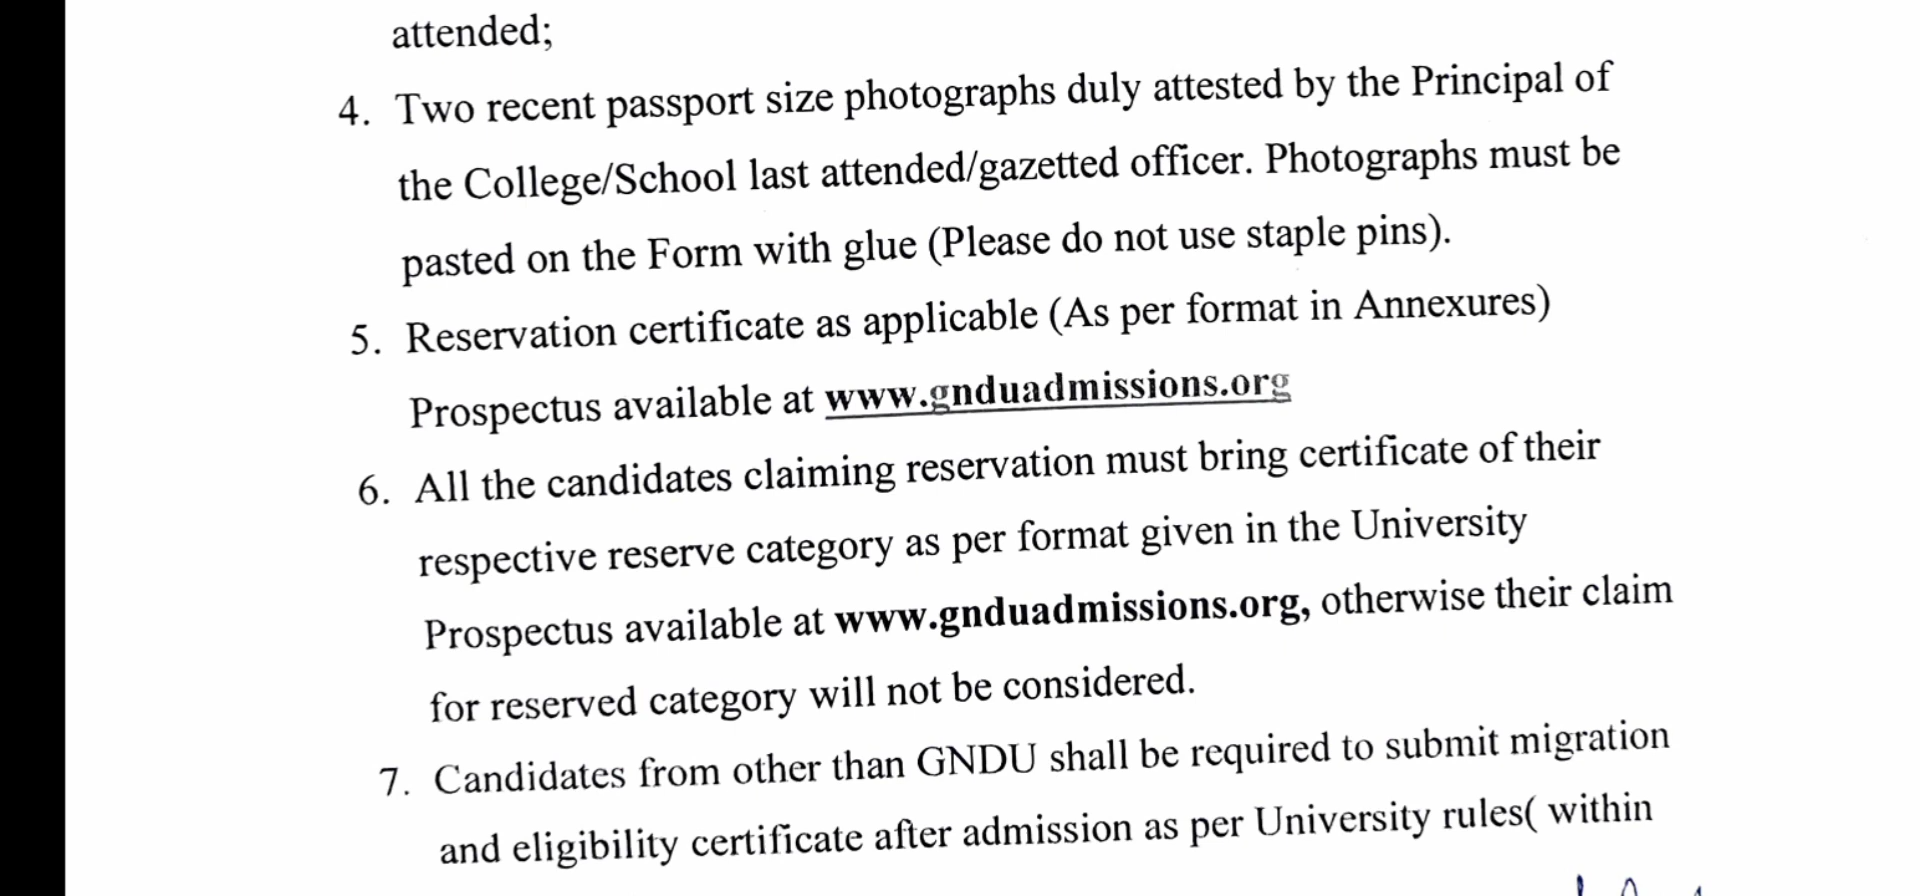 attended;
4. Two recent passport size photographs duly attested by the Principal of
the College/School last attended/gazetted officer. Photographs must be
pasted on the Form with glue (Please do not use staple pins).
5. Reservation certificate as applicable (As per format in Annexures)
Prospectus available at www.gnduadmissions.org
6. All the candidates claiming reservation must bring certificate of their
respective reserve category as per format given in the University
Prospectus available at www.gnduadmissions.org, otherwise their claim
for reserved category will not be considered.
7. Candidates from other than GNDU shall be required to submit migration
and eligibility certificate after admission as per University rules( within